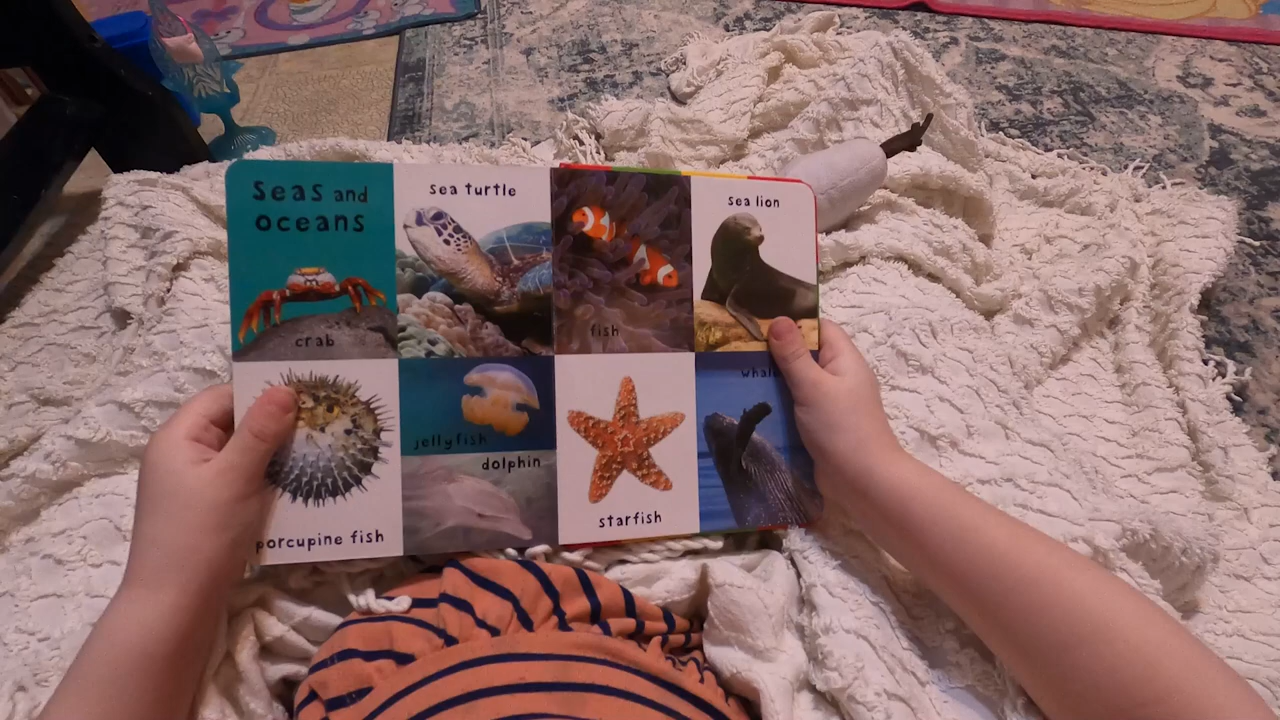 seas and
oceans
crab
sea turtle
fish
sea lion
porcupine fish
jellyfish
dolphin
starfish